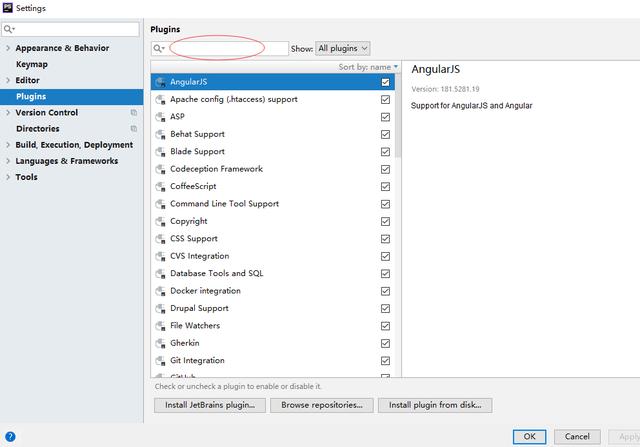 PS Settings
Plugins
Show: All plugins
Appearance & Behavior
Keymap
Editor
Plugins
Version Control
Directories
Build, Execution, Deployment
Languages & Frameworks
Tools
Sort by: name
AngularJS
Apache config (.htaccess) support
ASP
Behat Support
Blade Support
Codeception Framework
CoffeeScript
Command Line Tool Support
Copyright
CSS Support
CVS Integration
Database Tools and SQL
Docker integration
Drupal Support
File Watchers
Gherkin
Git Integration
GitHub
AngularJS
Version: 181.5281.19
Support for AngularJS and Angular
Check or uncheck a plugin to enable or disable it.
Install JetBrains plugin... Browse repositories... Install plugin from disk...
? OK Cancel Apply